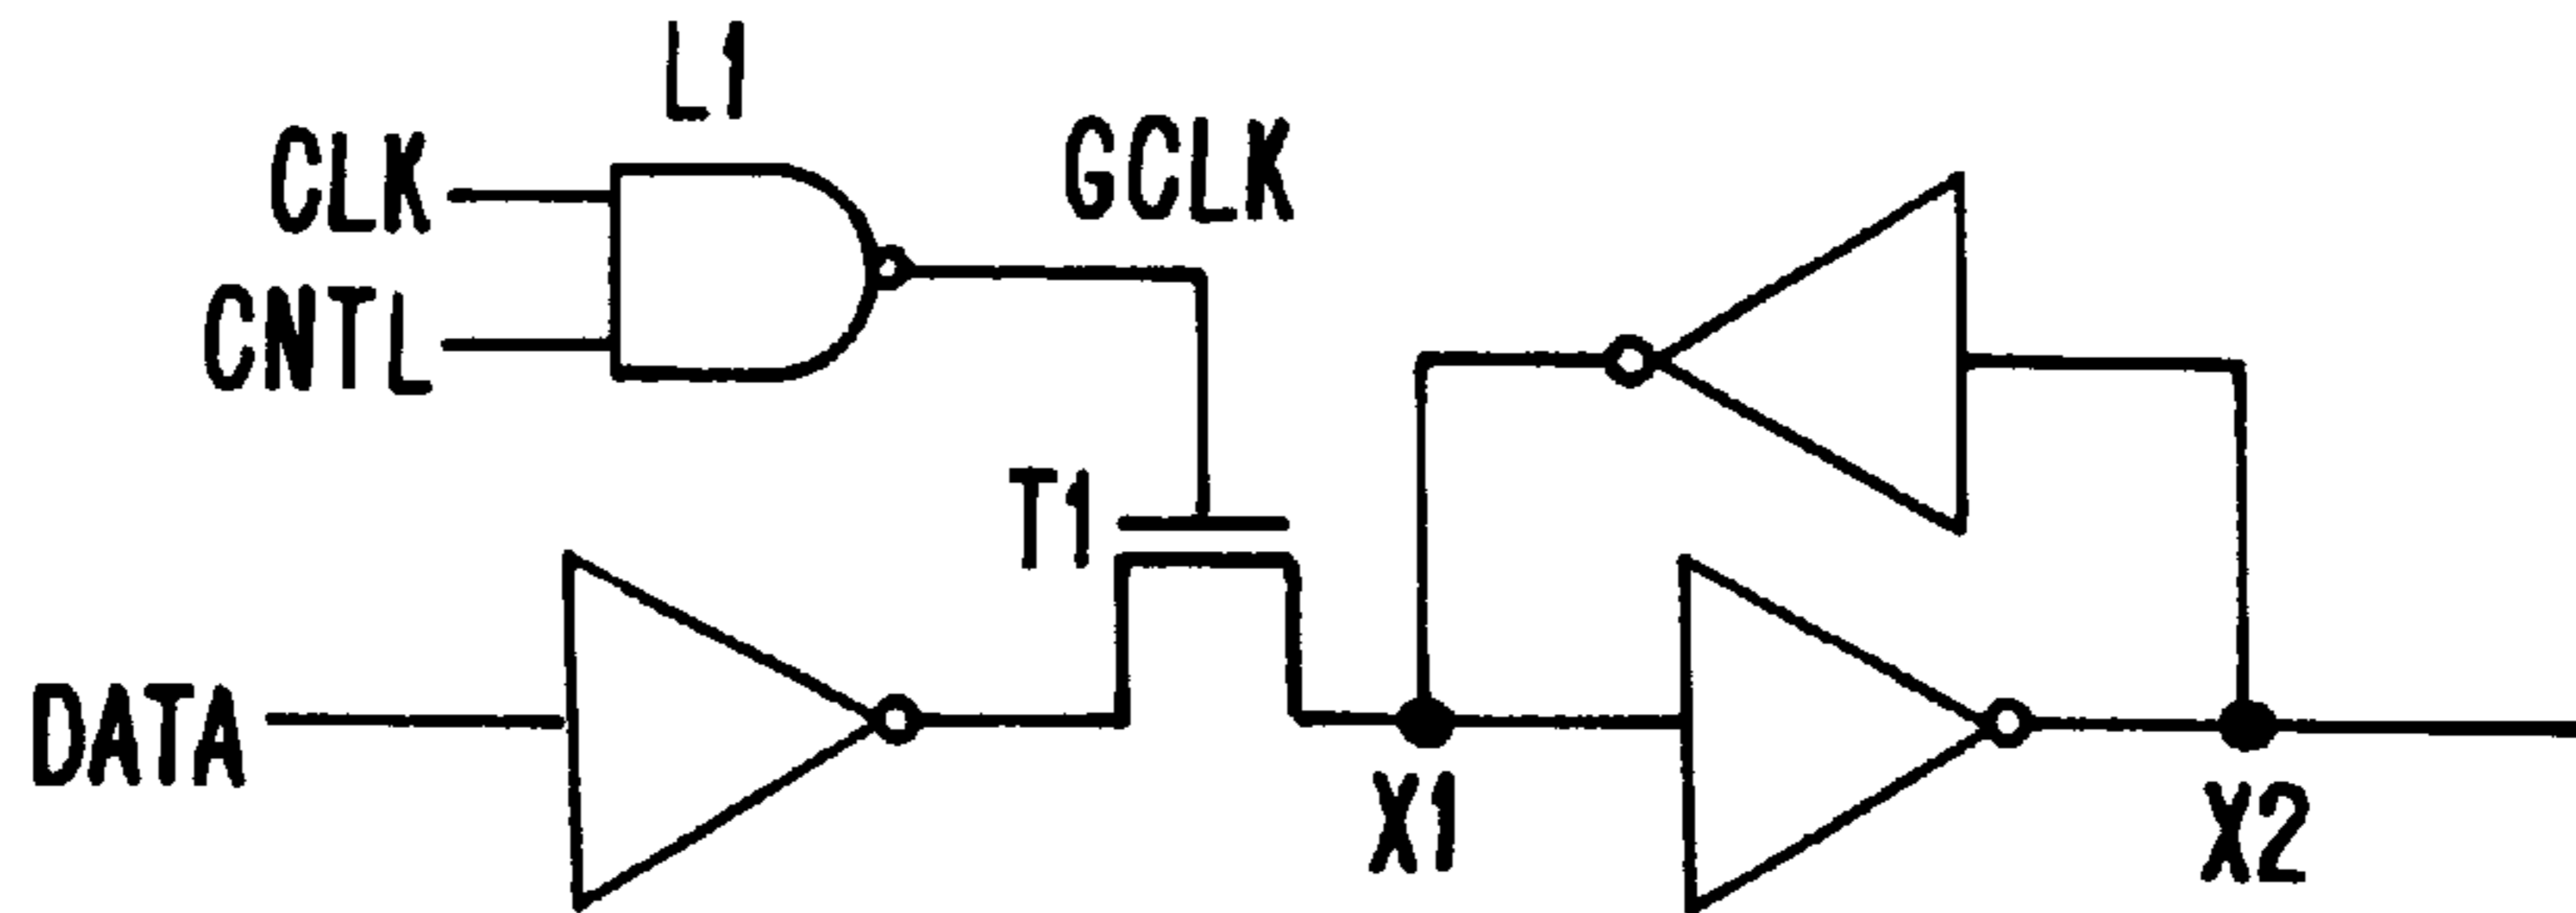 L1
CLK
GCLK
CNTL
T1
DATA
X1
X2